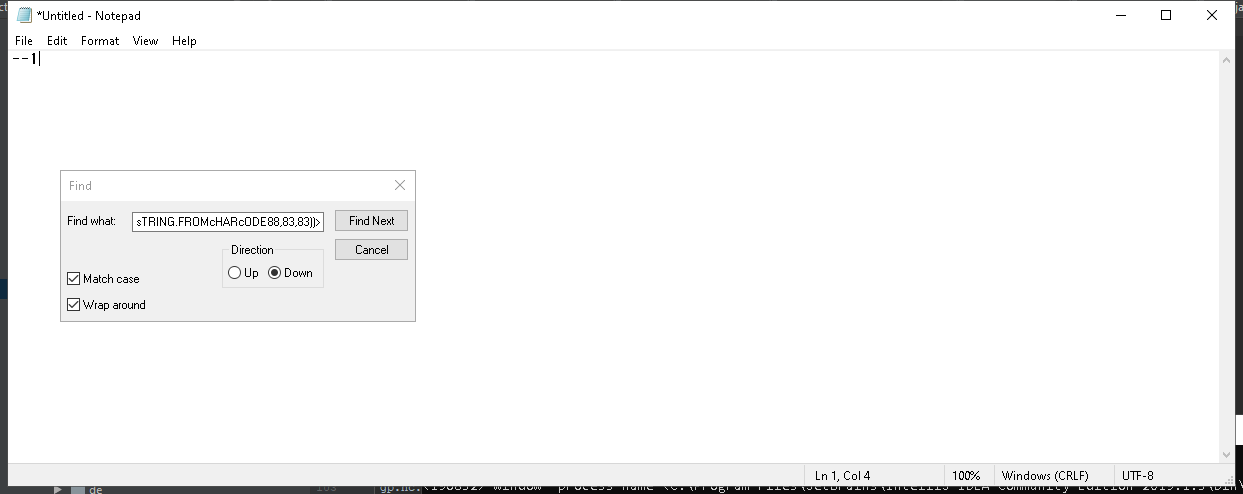 *Untitled - Notepad
File Edit Format View Help
--1
Find
Find what: sTRING.FROMcHARcODE88,83,83))> Find Next
Direction Cancel
Up Down
Match case
Wrap around
Ln 1, Col 4 100% Windows (CRLF) UTF-8
de